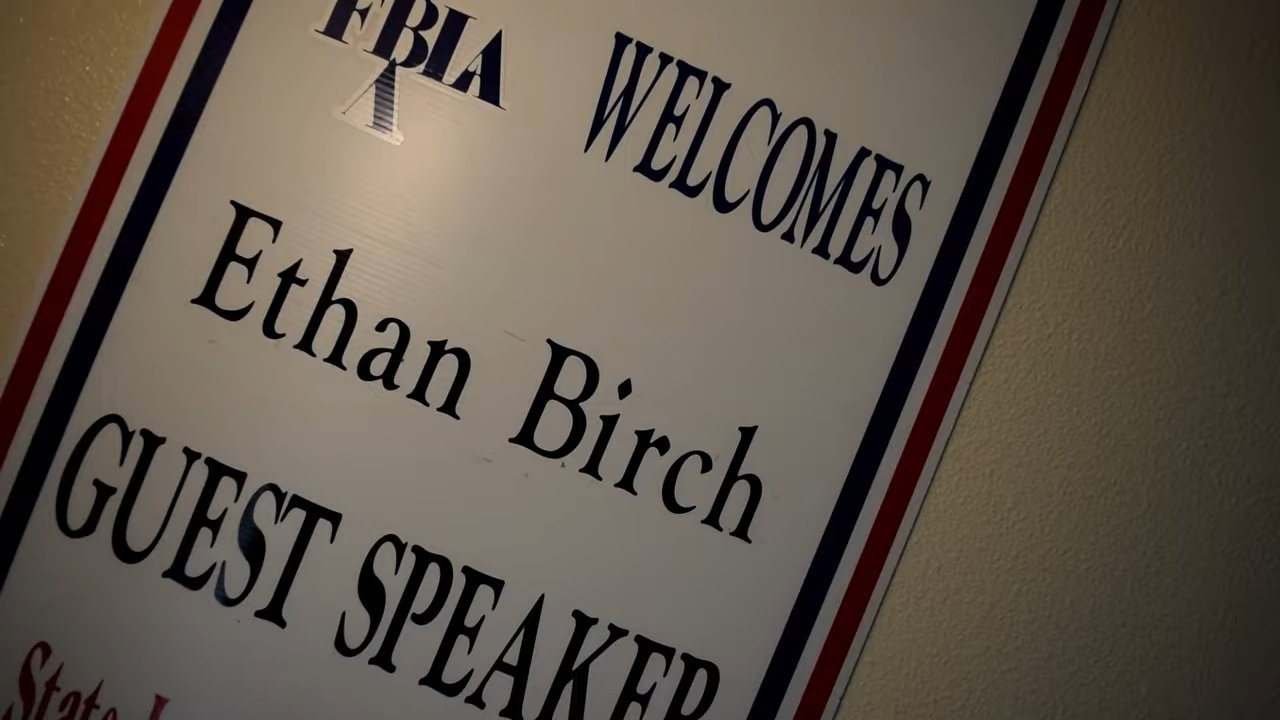 FBLA
WELCOMES
Ethan Birch
GUEST SPEAKER
State